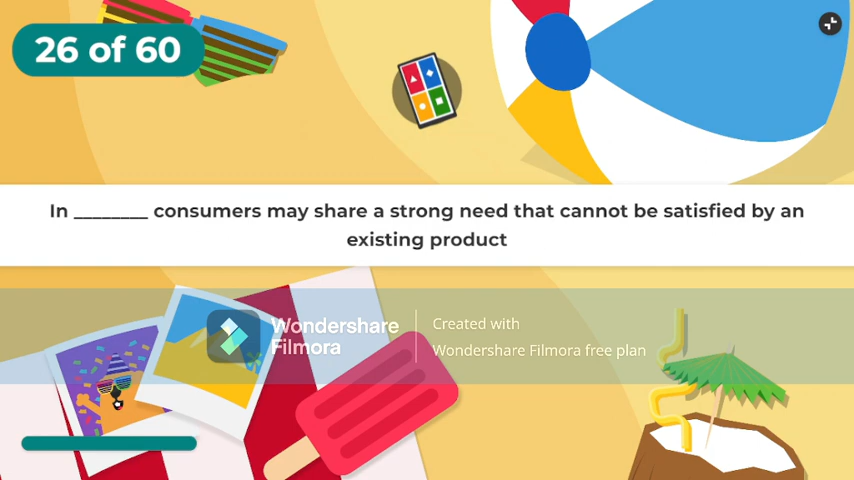 26 of 60
In ________ consumers may share a strong need that cannot be satisfied by an
existing product
Wondershare
Filmora
Created with
Wondershare Filmora free plan